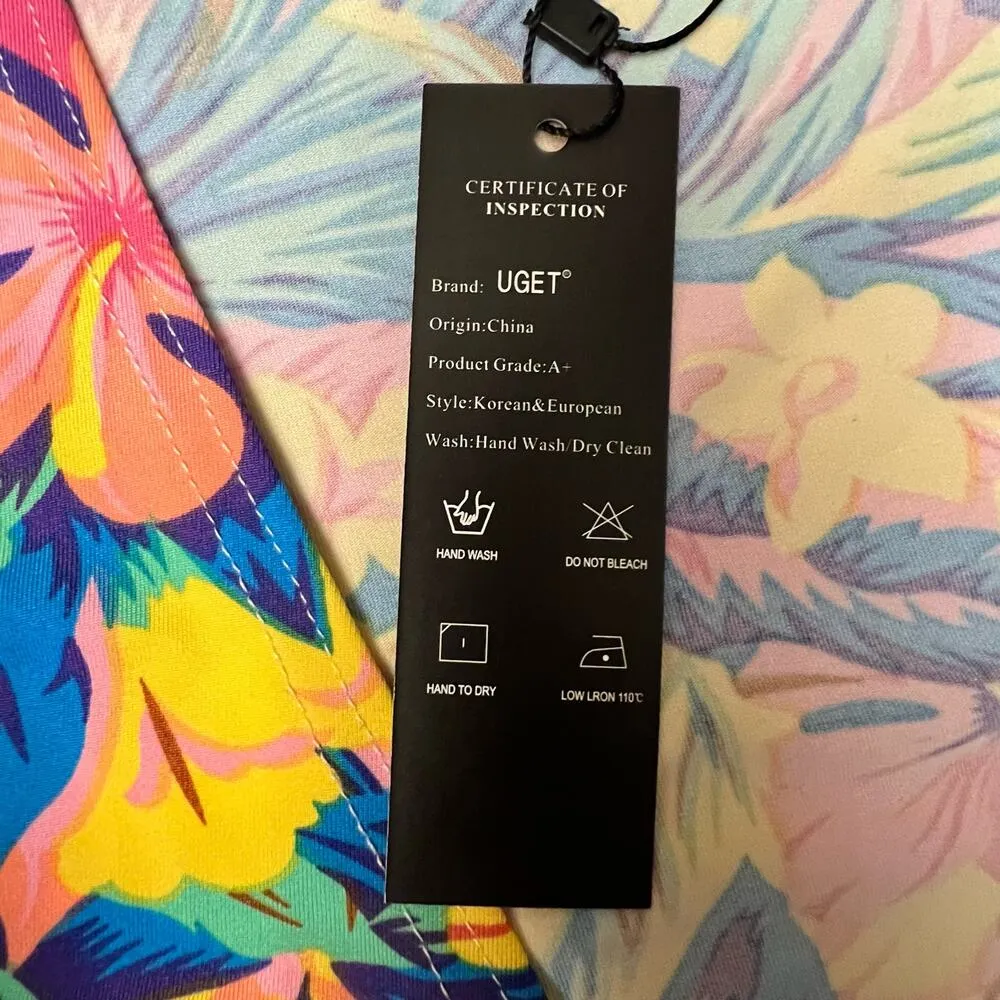 CERTIFICATE OF
INSPECTION
Brand: UGET®
Origin:China
Product Grade:A+
Style:Korean&European
Wash:Hand Wash/Dry Clean
HAND WASH
DO NOT BLEACH
HAND TO DRY
LOW LRON 110℃